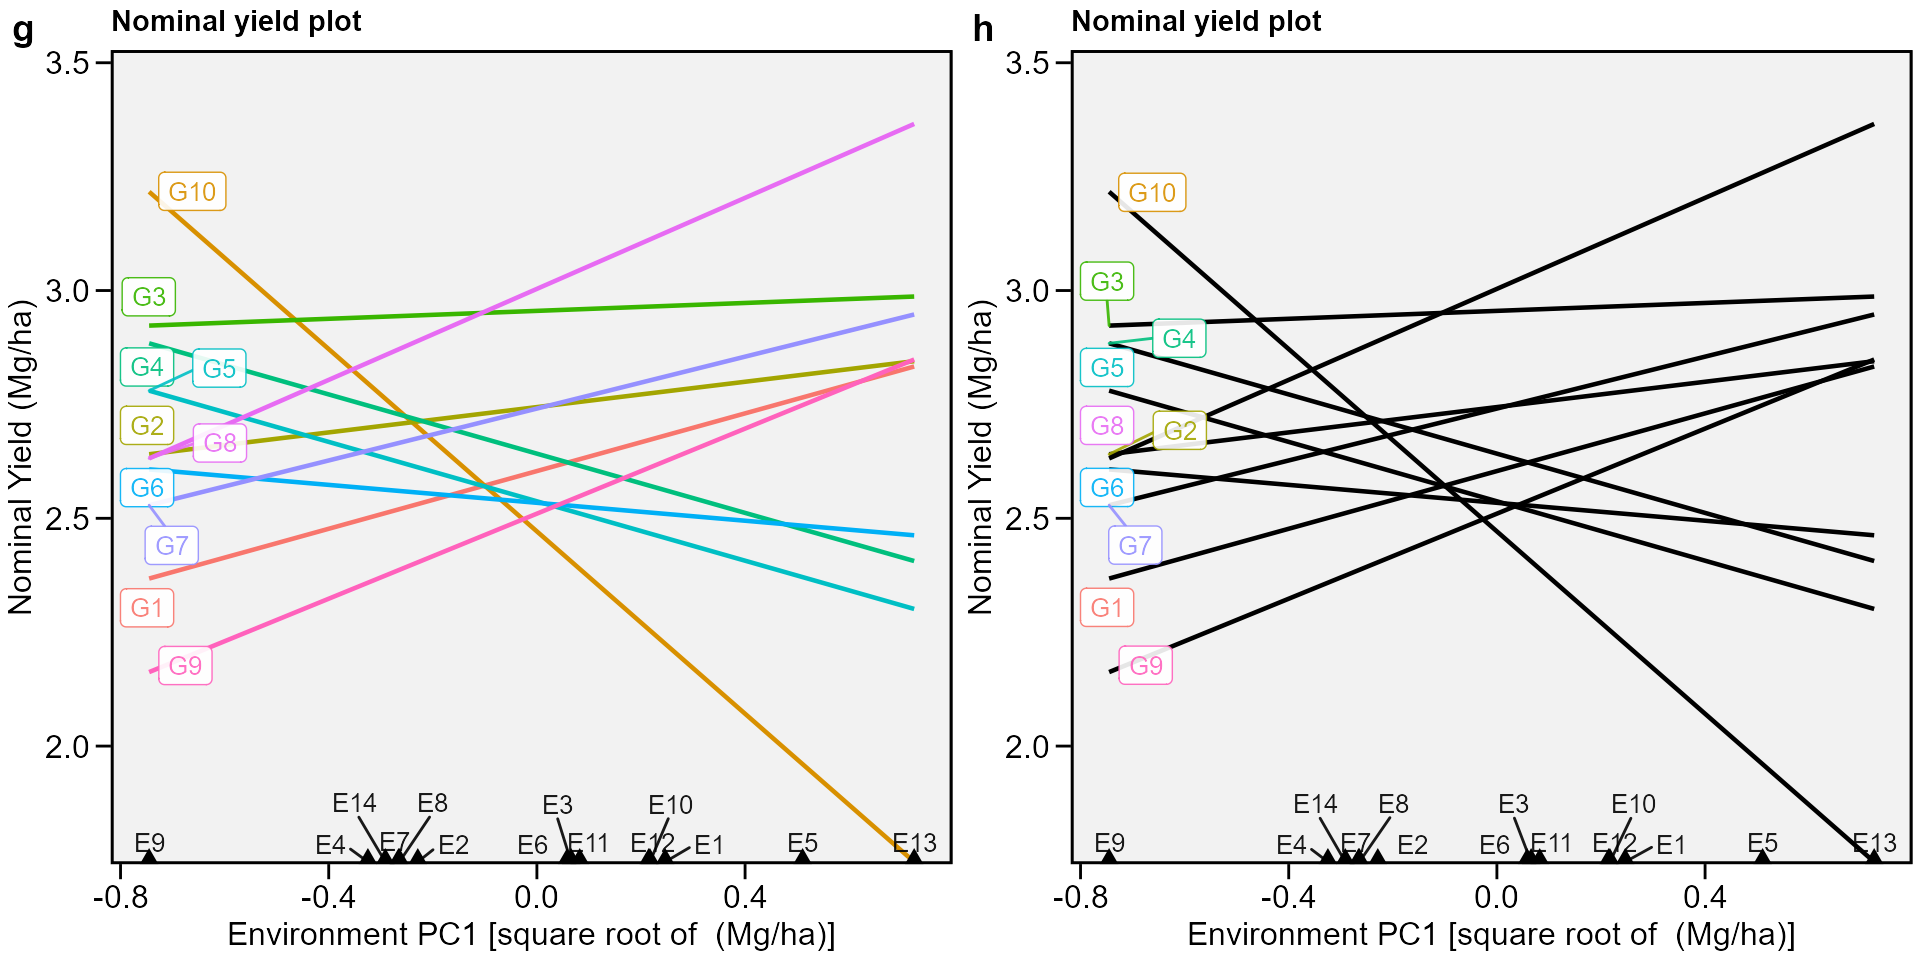 g
Nominal yield plot
Nominal Yield (Mg/ha)
3.5
3.0
2.5
2.0
G10
G3
G4
G5
G2
G8
G6
G7
G1
G9
E14
E8
E3
E10
E9
E4
E7
E2
E6
E11
E12
E1
E5
E13
-0.8
-0.4
0.0
0.4
Environment PC1 [square root of  (Mg/ha)]
h
Nominal yield plot
Nominal Yield (Mg/ha)
3.5
3.0
2.5
2.0
G10
G3
G4
G5
G8
G2
G6
G7
G1
G9
E14
E8
E3
E10
E9
E4
E7
E2
E6
E11
E12
E1
E5
E13
-0.8
-0.4
0.0
0.4
Environment PC1 [square root of  (Mg/ha)]